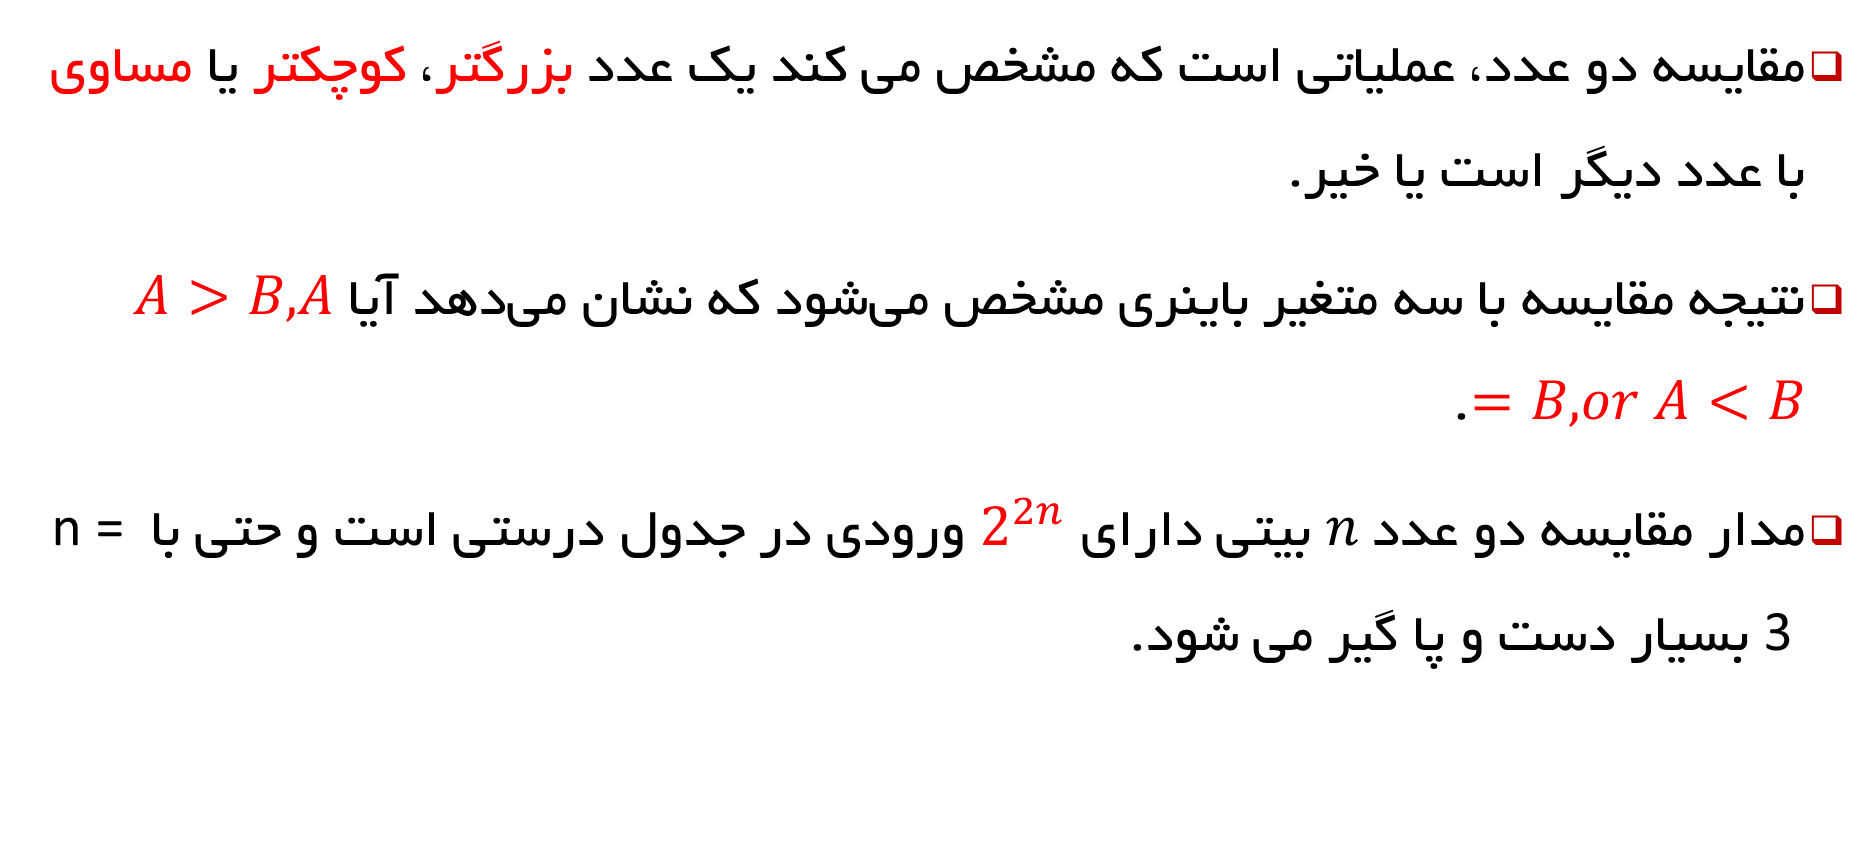 ❑مقایسه دو عدد، عملیاتی است که مشخص می کند یک عدد بزرگتر، کوچکتر یا مساوی
با عدد دیگر است یا خیر.
❑نتیجه مقایسه با سه متغیر باینری مشخص می‌شود که نشان می‌دهد آیا A > B,A
= B,or A < B.
❑مدار مقایسه دو عدد n بیتی دارای 2²ⁿ ورودی در جدول درستی است و حتی با n =
3 بسیار دست و پا گیر می شود.